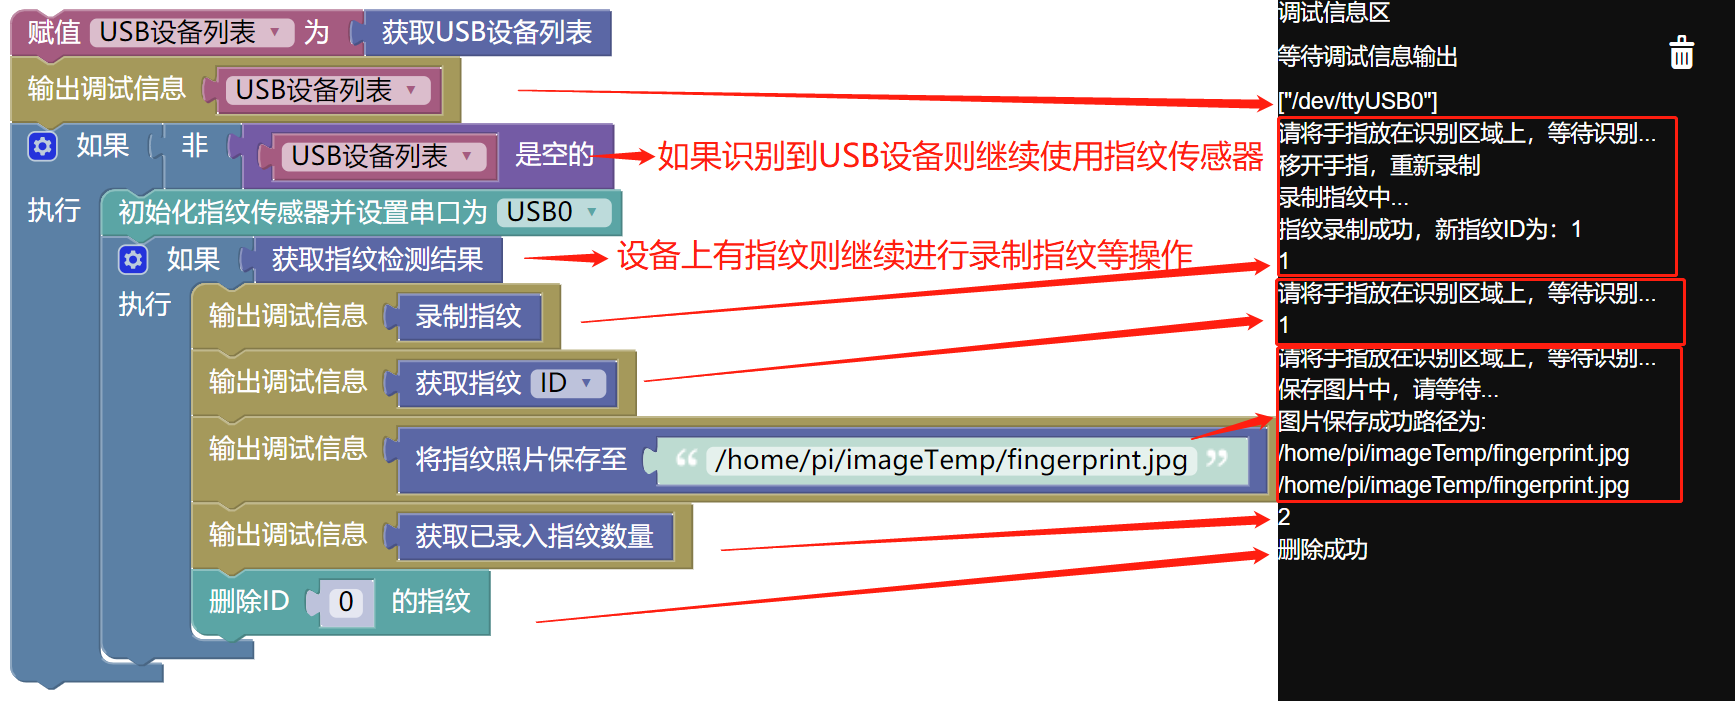 赋值 USB设备列表 为 获取USB设备列表
输出调试信息 USB设备列表
如果 非 USB设备列表 是空的
如果识别到USB设备则继续使用指纹传感器
执行 初始化指纹传感器并设置串口为 USB0
如果 获取指纹检测结果
设备上有指纹则继续进行录制指纹等操作
执行 输出调试信息 录制指纹
输出调试信息 获取指纹 ID
输出调试信息 将指纹照片保存至 “ /home/pi/imageTemp/fingerprint.jpg ”
输出调试信息 获取已录入指纹数量
删除ID 0 的指纹
调试信息区
等待调试信息输出
["/dev/ttyUSB0"]
请将手指放在识别区域上，等待识别...
移开手指，重新录制
录制指纹中...
指纹录制成功，新指纹ID为：1
1
请将手指放在识别区域上，等待识别...
1
请将手指放在识别区域上，等待识别...
保存图片中，请等待...
图片保存成功路径为:
/home/pi/imageTemp/fingerprint.jpg
/home/pi/imageTemp/fingerprint.jpg
2
删除成功